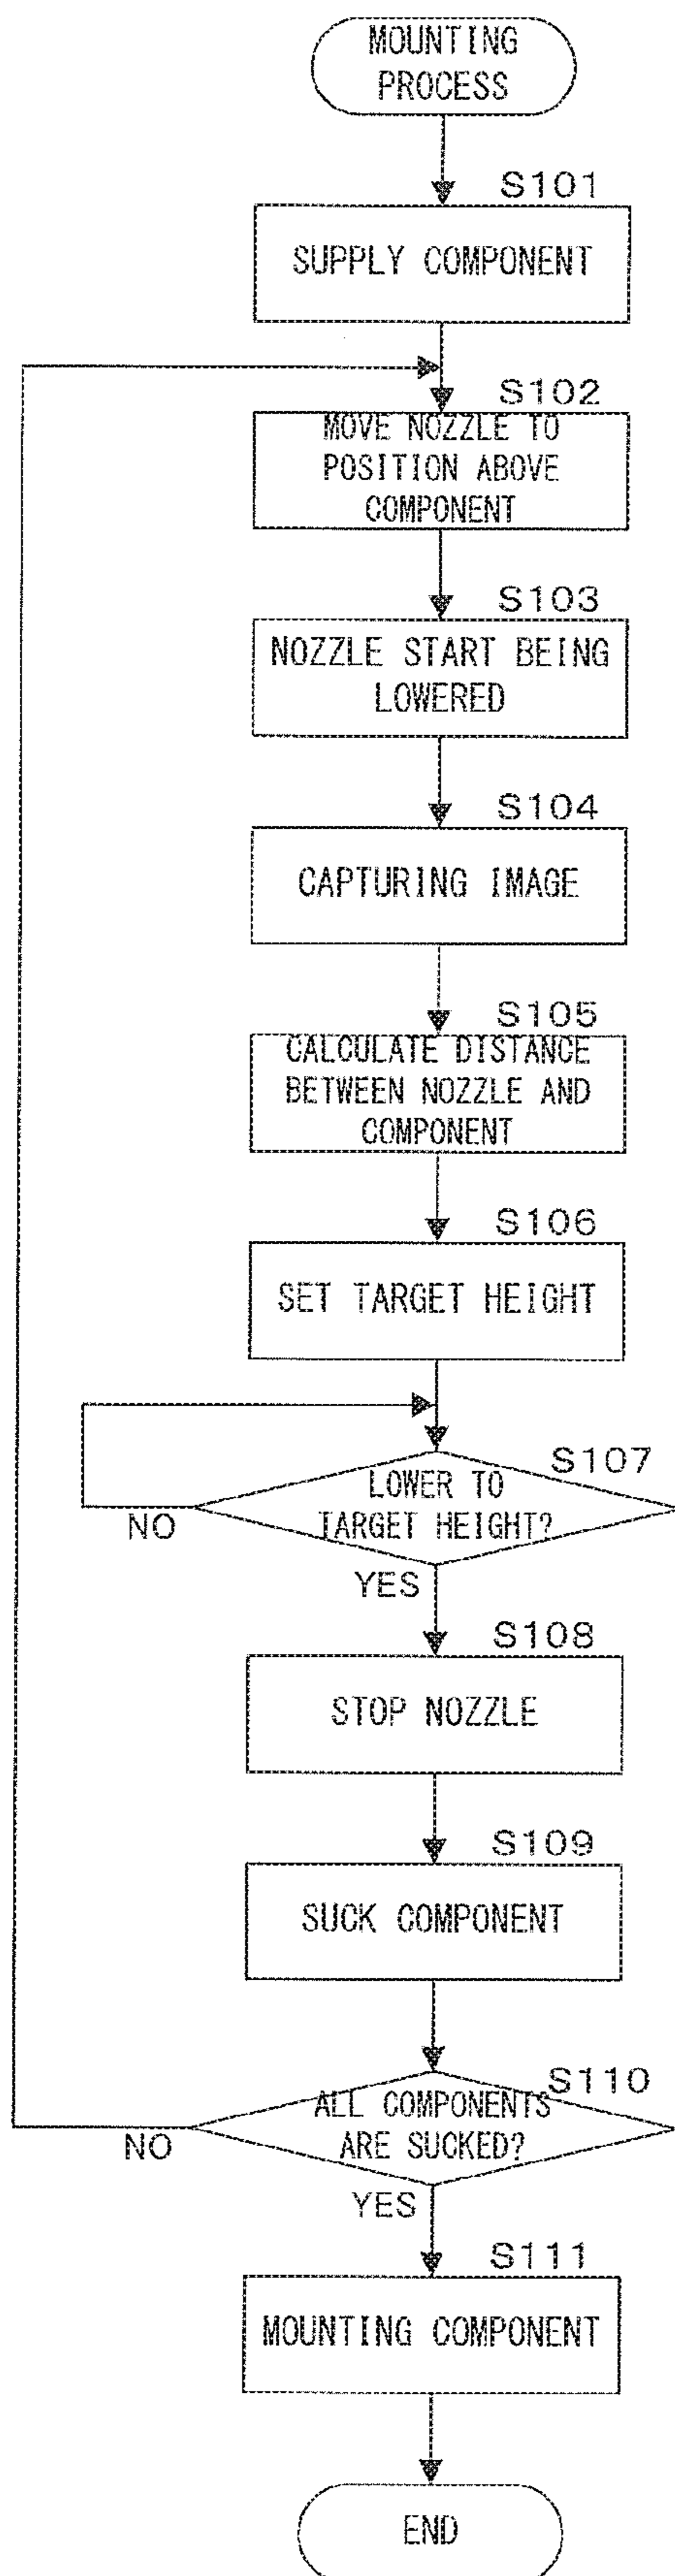 MOUNTING
PROCESS
S101
SUPPLY COMPONENT
S102
MOVE NOZZLE TO
POSITION ABOVE
COMPONENT
S103
NOZZLE START BEING
LOWERED
S104
CAPTURING IMAGE
S105
CALCULATE DISTANCE
BETWEEN NOZZLE AND
COMPONENT
S106
SET TARGET HEIGHT
S107
LOWER TO
TARGET HEIGHT?
NO
YES
S108
STOP NOZZLE
S109
SUCK COMPONENT
S110
ALL COMPONENTS
ARE SUCKED?
NO
YES
S111
MOUNTING COMPONENT
END